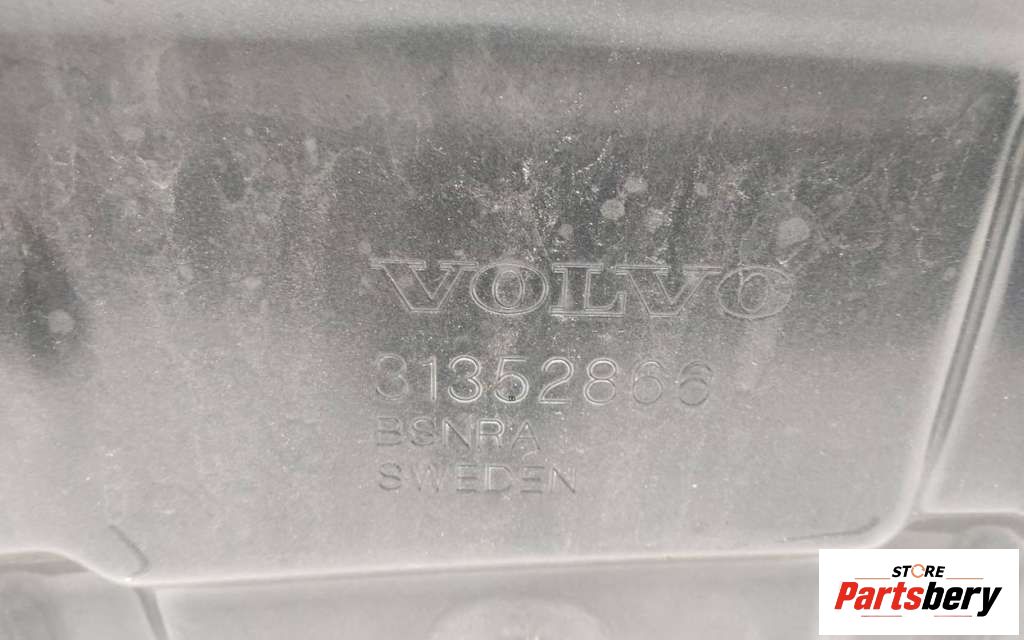 VOLVO
31352866
BSNRA
SWEDEN
STORE
Partsbery